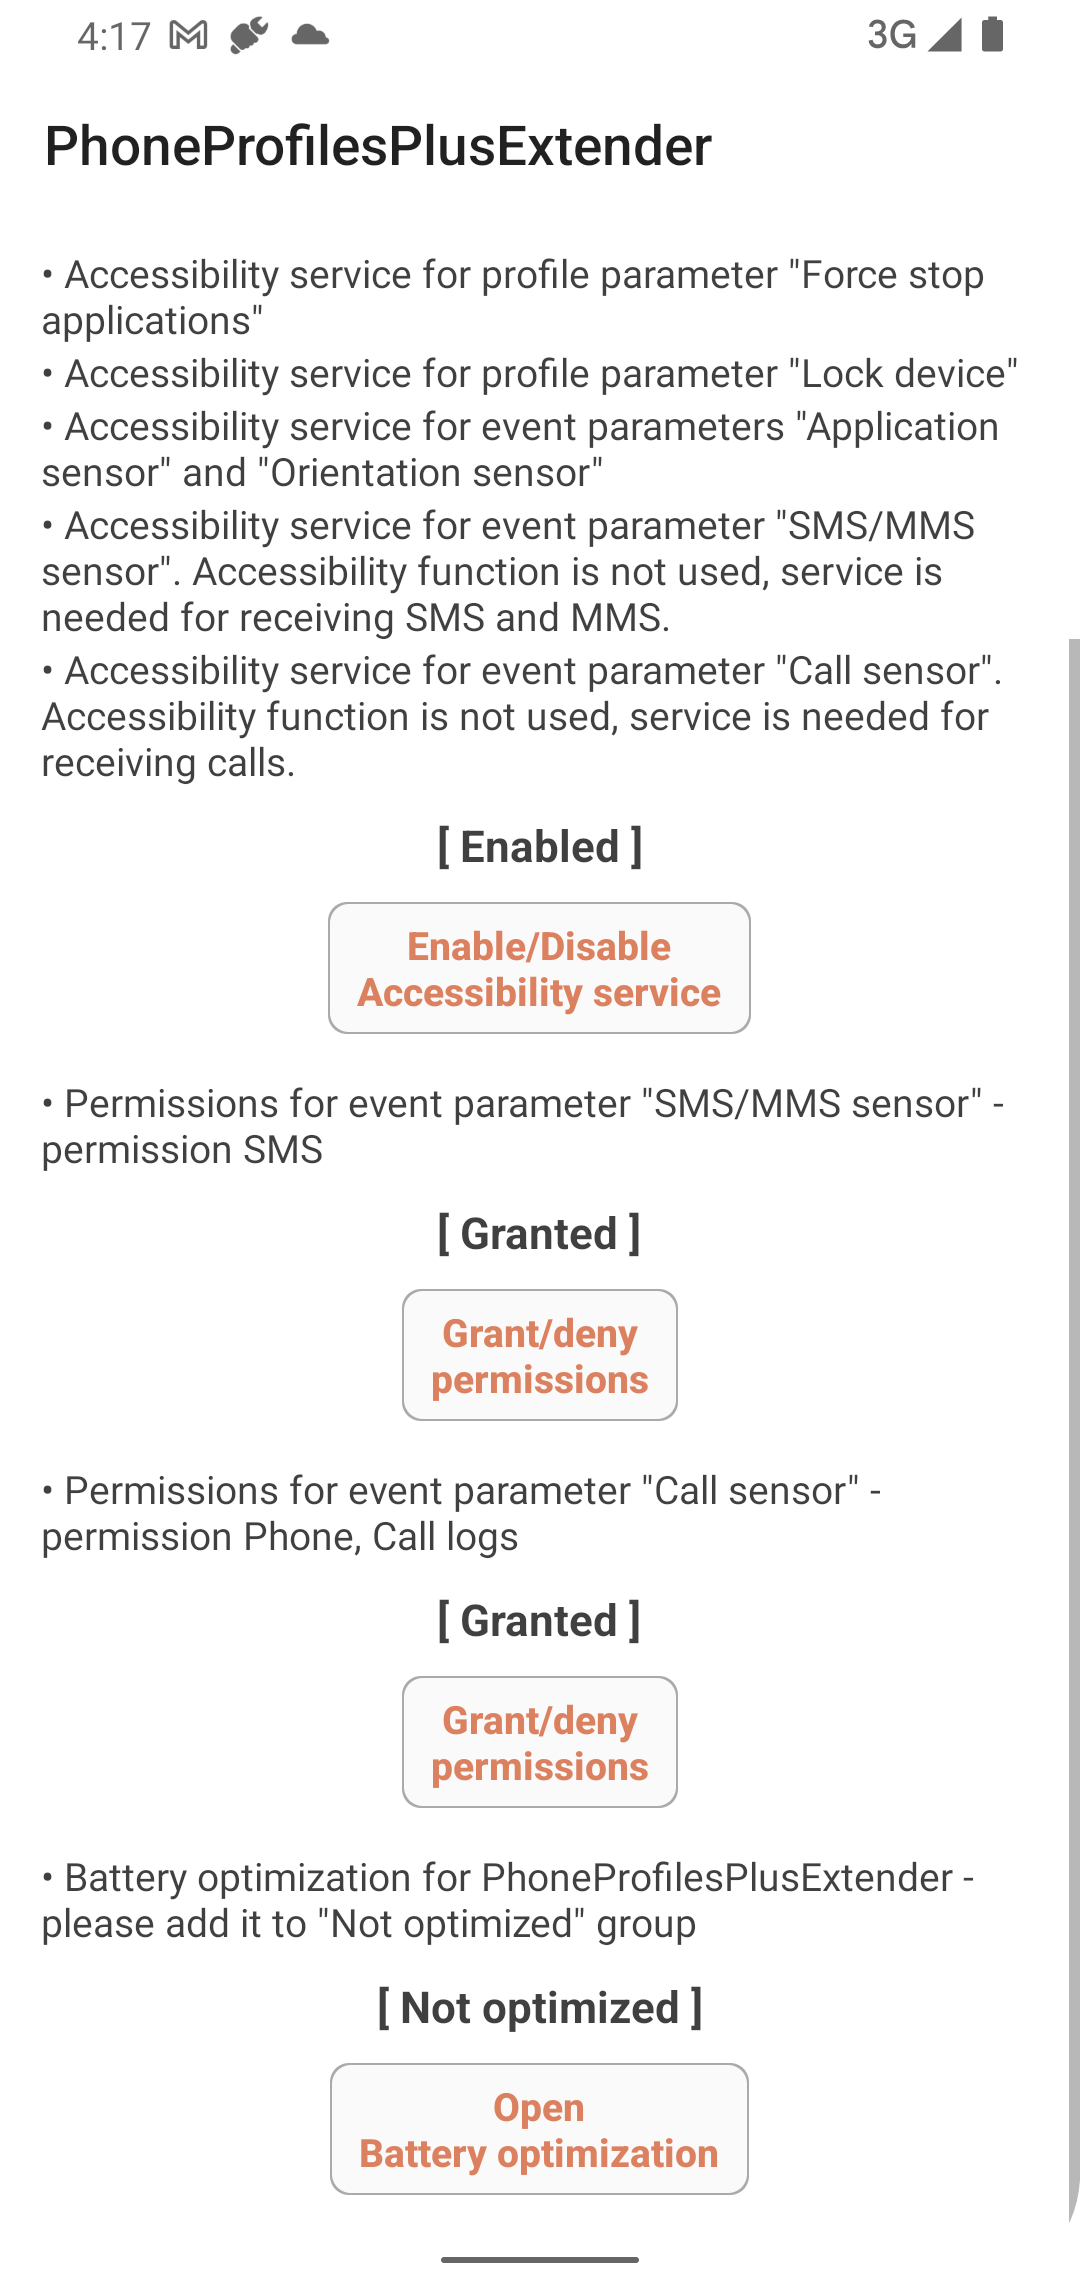 4:17
3G
PhoneProfilesPlusExtender
• Accessibility service for profile parameter "Force stop
applications"
• Accessibility service for profile parameter "Lock device"
• Accessibility service for event parameters "Application
sensor" and "Orientation sensor"
• Accessibility service for event parameter "SMS/MMS
sensor". Accessibility function is not used, service is
needed for receiving SMS and MMS.
• Accessibility service for event parameter "Call sensor".
Accessibility function is not used, service is needed for
receiving calls.
[ Enabled ]
Enable/Disable
Accessibility service
• Permissions for event parameter "SMS/MMS sensor" -
permission SMS
[ Granted ]
Grant/deny
permissions
• Permissions for event parameter "Call sensor" -
permission Phone, Call logs
[ Granted ]
Grant/deny
permissions
• Battery optimization for PhoneProfilesPlusExtender -
please add it to "Not optimized" group
[ Not optimized ]
Open
Battery optimization